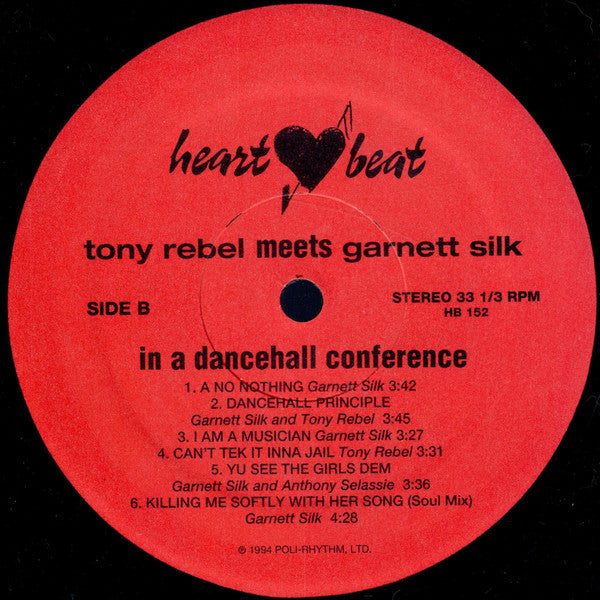 heart beat
tony rebel meets garnett silk
SIDE B
STEREO 33 1/3 RPM
HB 152
in a dancehall conference
1. A NO NOTHING Garnett Silk 3:42
2. DANCEHALL PRINCIPLE
Garnett Silk and Tony Rebel 3:45
3. I AM A MUSICIAN Garnett Silk 3:27
4. CAN'T TEK IT INNA JAIL Tony Rebel 3:31
5. YU SEE THE GIRLS DEM
Garnett Silk and Anthony Selassie 3:36
6. KILLING ME SOFTLY WITH HER SONG (Soul Mix)
Garnett Silk 4:28
℗ 1994 POLI-RHYTHM, LTD.